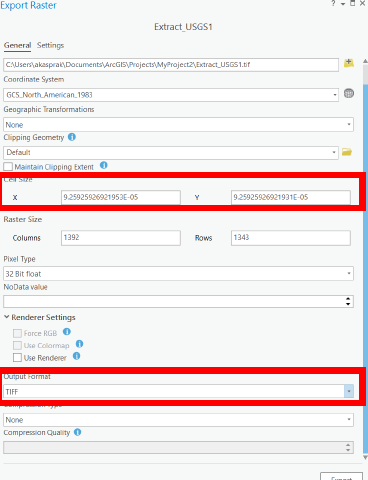 Export Raster
Extract_USGS1
General Settings
C:\Users\akasprak\Documents\ArcGIS\Projects\MyProject2\Extract_USGS1.tif
Coordinate System
GCS_North_American_1983
Geographic Transformations
None
Clipping Geometry
Default
Maintain Clipping Extent
Cell Size
X 9.25925926921953E-05 Y 9.25925926921931E-05
Raster Size
Columns 1392 Rows 1343
Pixel Type
32 Bit float
NoData value
Renderer Settings
Force RGB
Use Colormap
Use Renderer
Output Format
TIFF
Compression Type
None
Compression Quality
Export